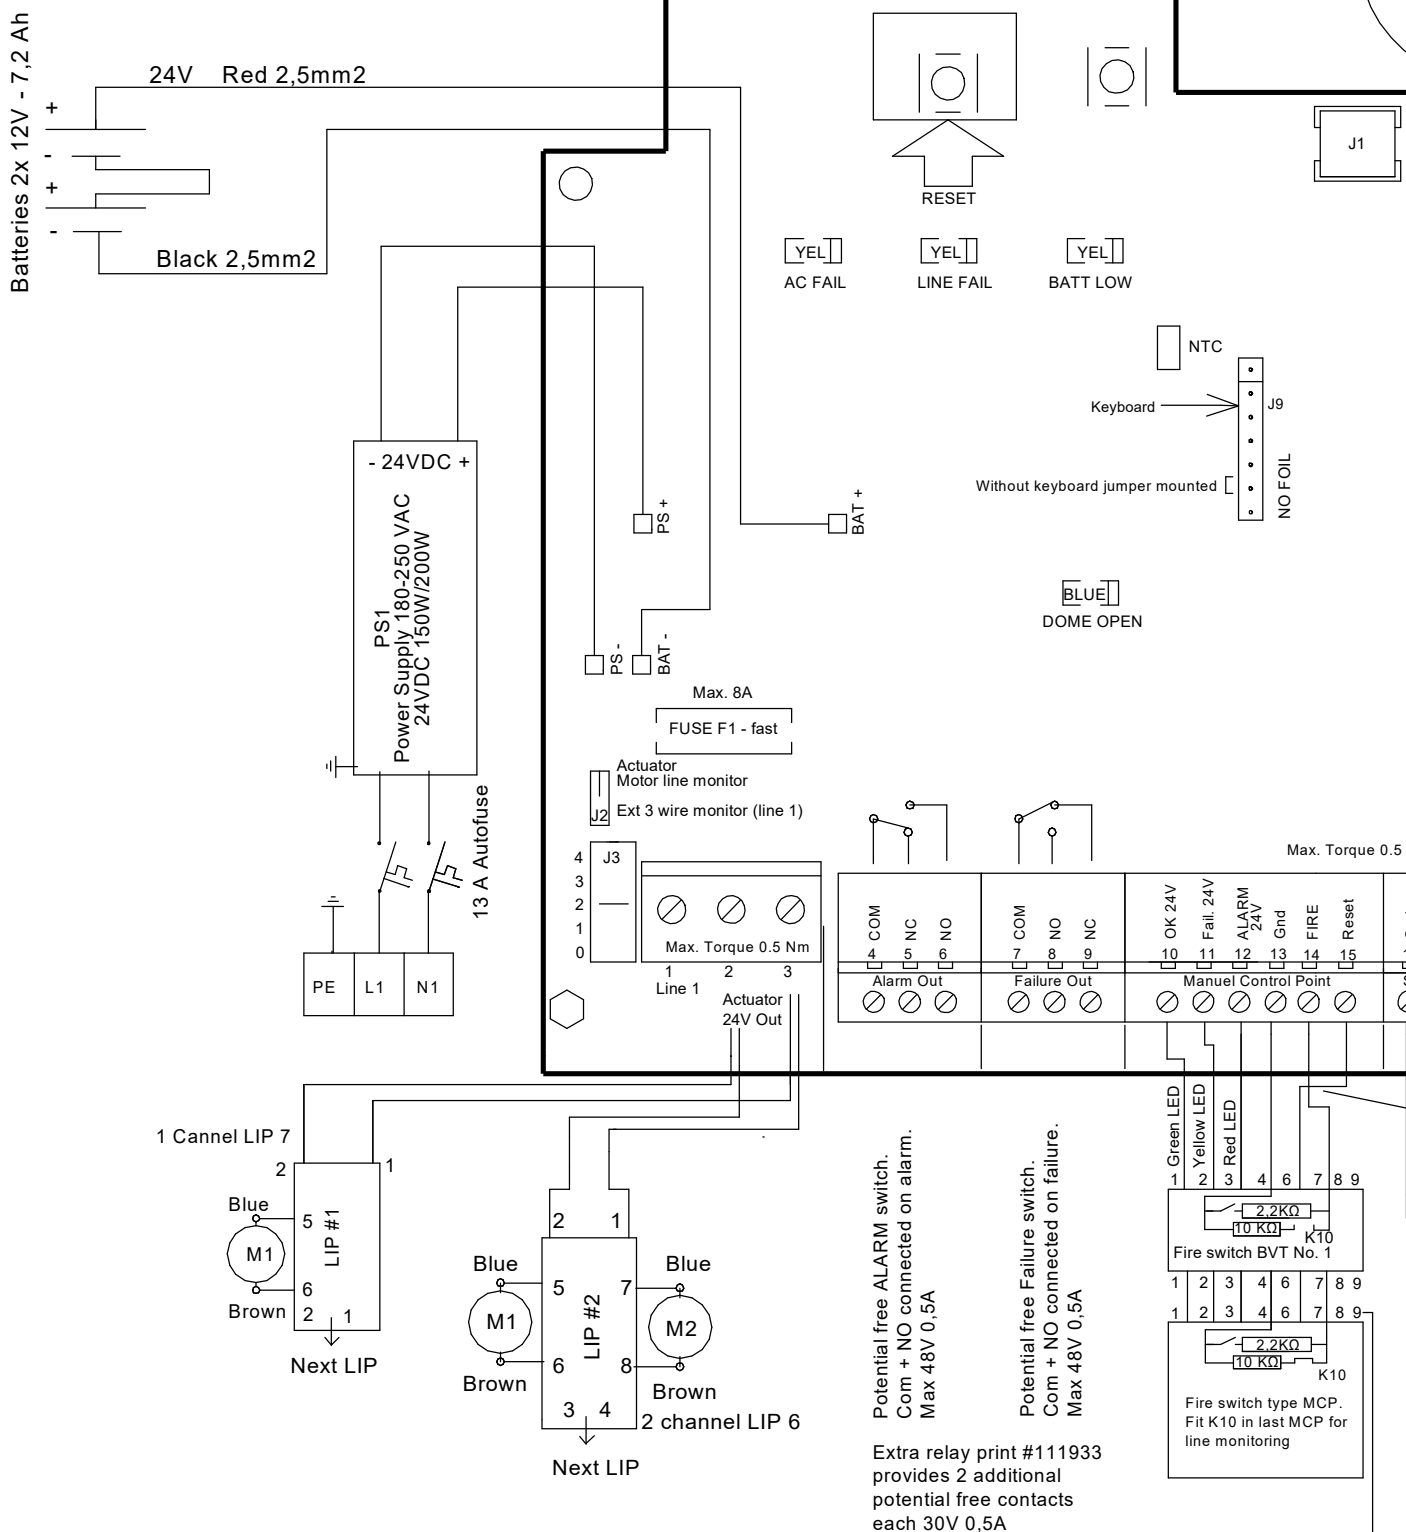 Batteries 2x 12V - 7,2 Ah
24V Red 2,5mm2
+
-
+
-
Black 2,5mm2
RESET
J1
YEL
AC FAIL
YEL
LINE FAIL
YEL
BATT LOW
NTC
Keyboard
J9
Without keyboard jumper mounted
NO FOIL
BLUE
DOME OPEN
- 24VDC +
PS1
Power Supply 180-250 VAC
24VDC 150W/200W
PS +
BAT +
PS -
BAT -
Max. 8A
FUSE F1 - fast
Actuator
Motor line monitor
J2
Ext 3 wire monitor (line 1)
13 A Autofuse
PE
L1
N1
J3
4
3
2
1
0
Max. Torque 0.5 Nm
1
2
3
Line 1
Actuator
24V Out
Max. Torque 0.5
COM
NC
NO
4
5
6
Alarm Out
COM
NO
NC
7
8
9
Failure Out
OK 24V
Fail. 24V
ALARM
24V
Gnd
FIRE
Reset
10
11
12
13
14
15
Manuel Control Point
1 Cannel LIP 7
2
1
Blue
5
M1
LIP #1
6
Brown
2
1
Next LIP
2
1
Blue
5
M1
LIP #2
6
Brown
7
Blue
M2
8
Brown
3
4
2 channel LIP 6
Next LIP
Potential free ALARM switch.
Com + NO connected on alarm.
Max 48V 0,5A
Potential free Failure switch.
Com + NO connected on failure.
Max 48V 0,5A
Extra relay print #111933
provides 2 additional
potential free contacts
each 30V 0,5A
Green LED
Yellow LED
Red LED
1 2 3 4 6 7 8 9
2,2KΩ
10 KΩ
K10
Fire switch BVT No. 1
1 2 3 4 6 7 8 9
1 2 3 4 6 7 8 9
2,2KΩ
10 KΩ
K10
Fire switch type MCP.
Fit K10 in last MCP for
line monitoring